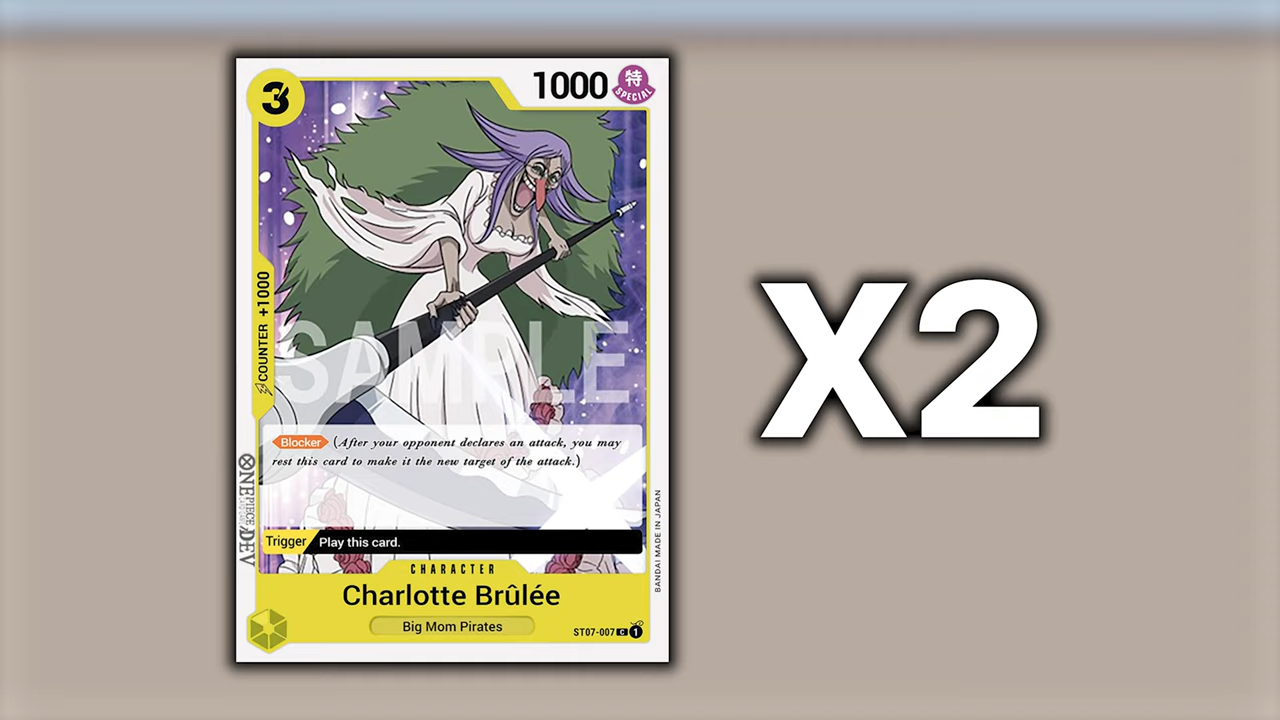 3
1000
特
SPECIAL
COUNTER +1000
SAMPLE
Blocker (After your opponent declares an attack, you may
rest this card to make it the new target of the attack.)
Trigger Play this card.
CHARACTER
Charlotte Brûlée
Big Mom Pirates
ST07-007 C 1
BANDAI MADE IN JAPAN
ONE PIECE
DEV
X2